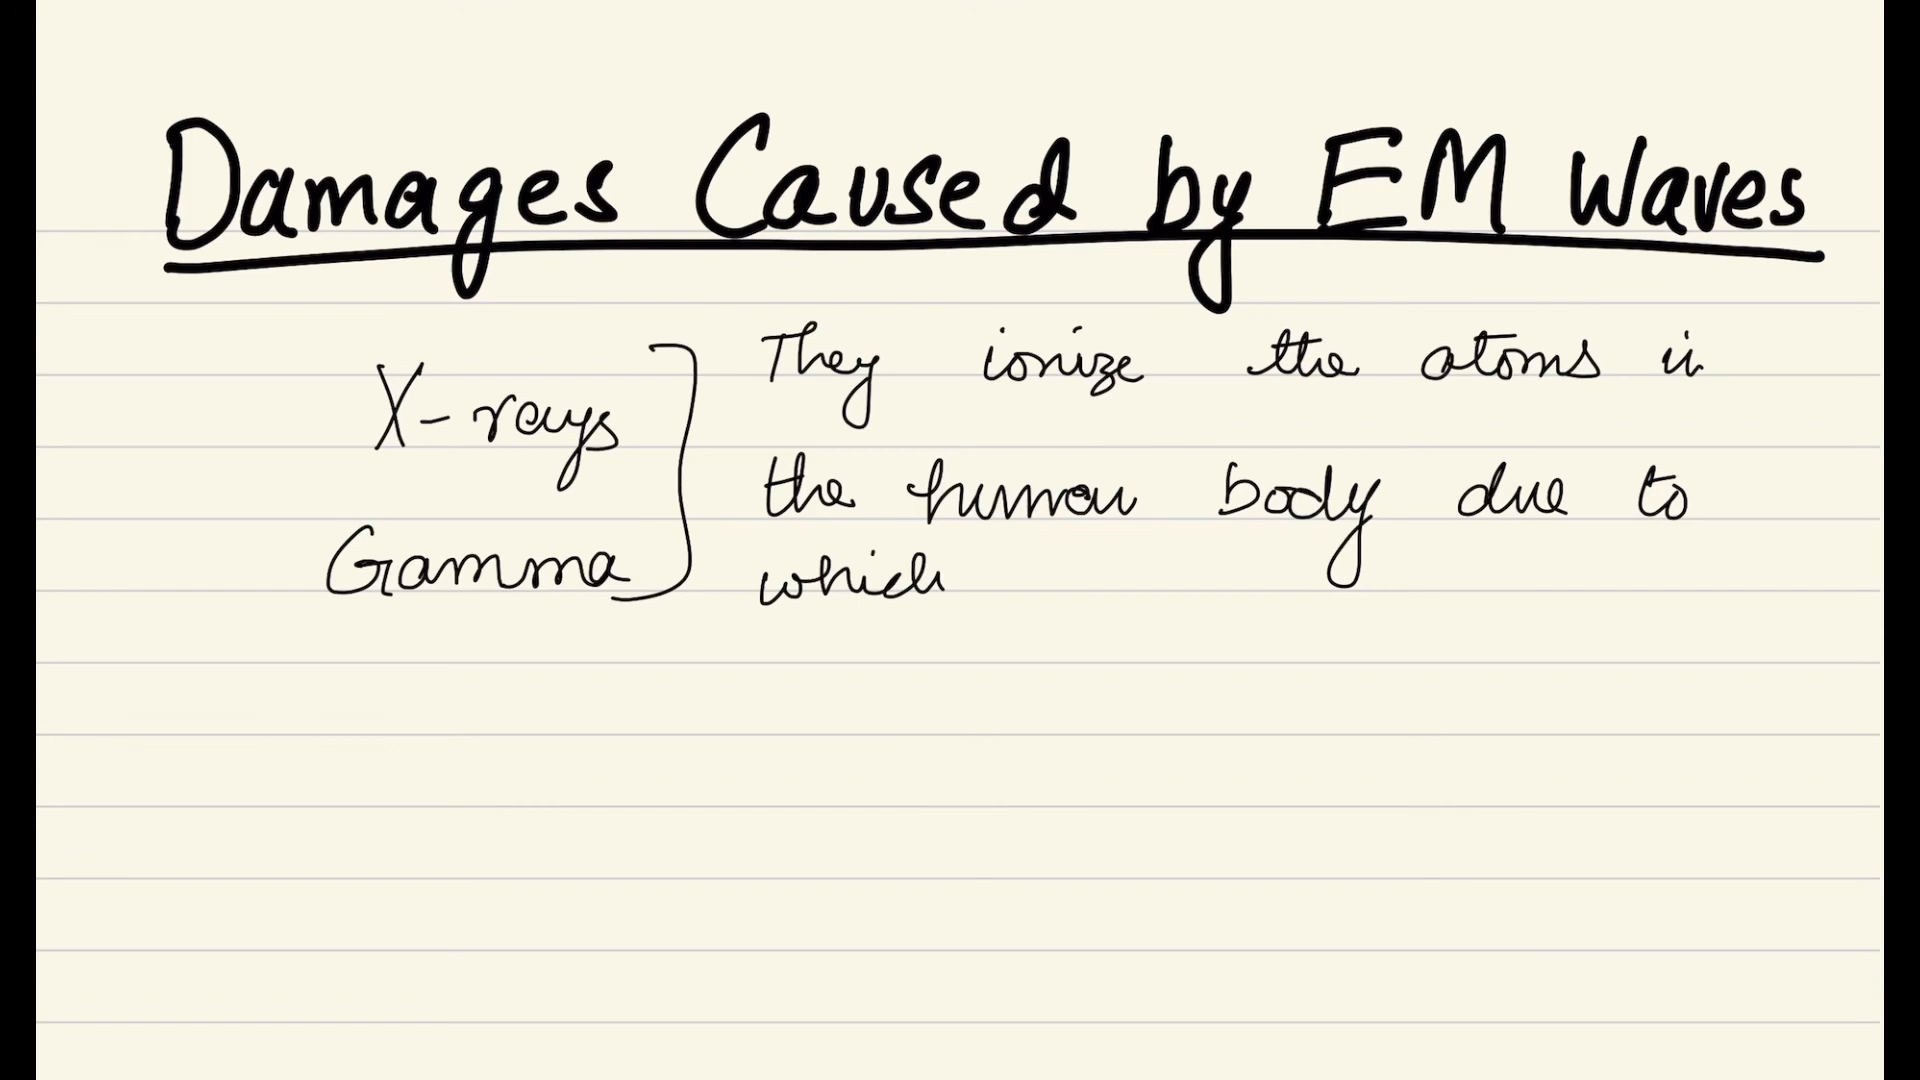 Damages Caused by EM Waves
X-rays
Gamma
They ionize the atoms in
the human body due to
which